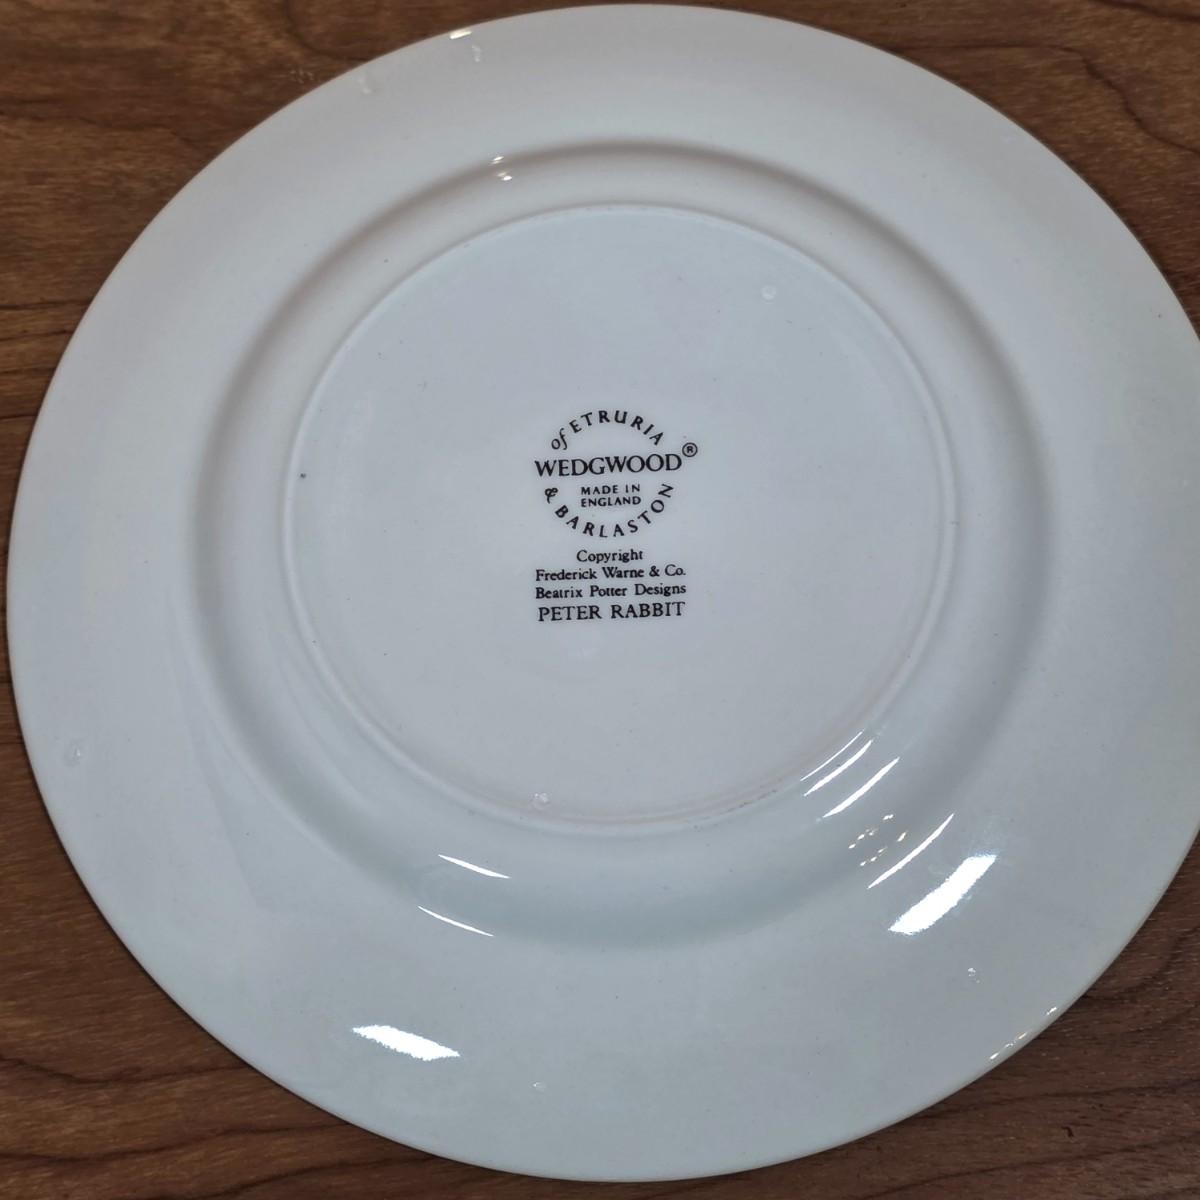 of ETRURIA
WEDGWOOD®
MADE IN
ENGLAND
& BARLASTON
Copyright
Frederick Warne & Co.
Beatrix Potter Designs
PETER RABBIT